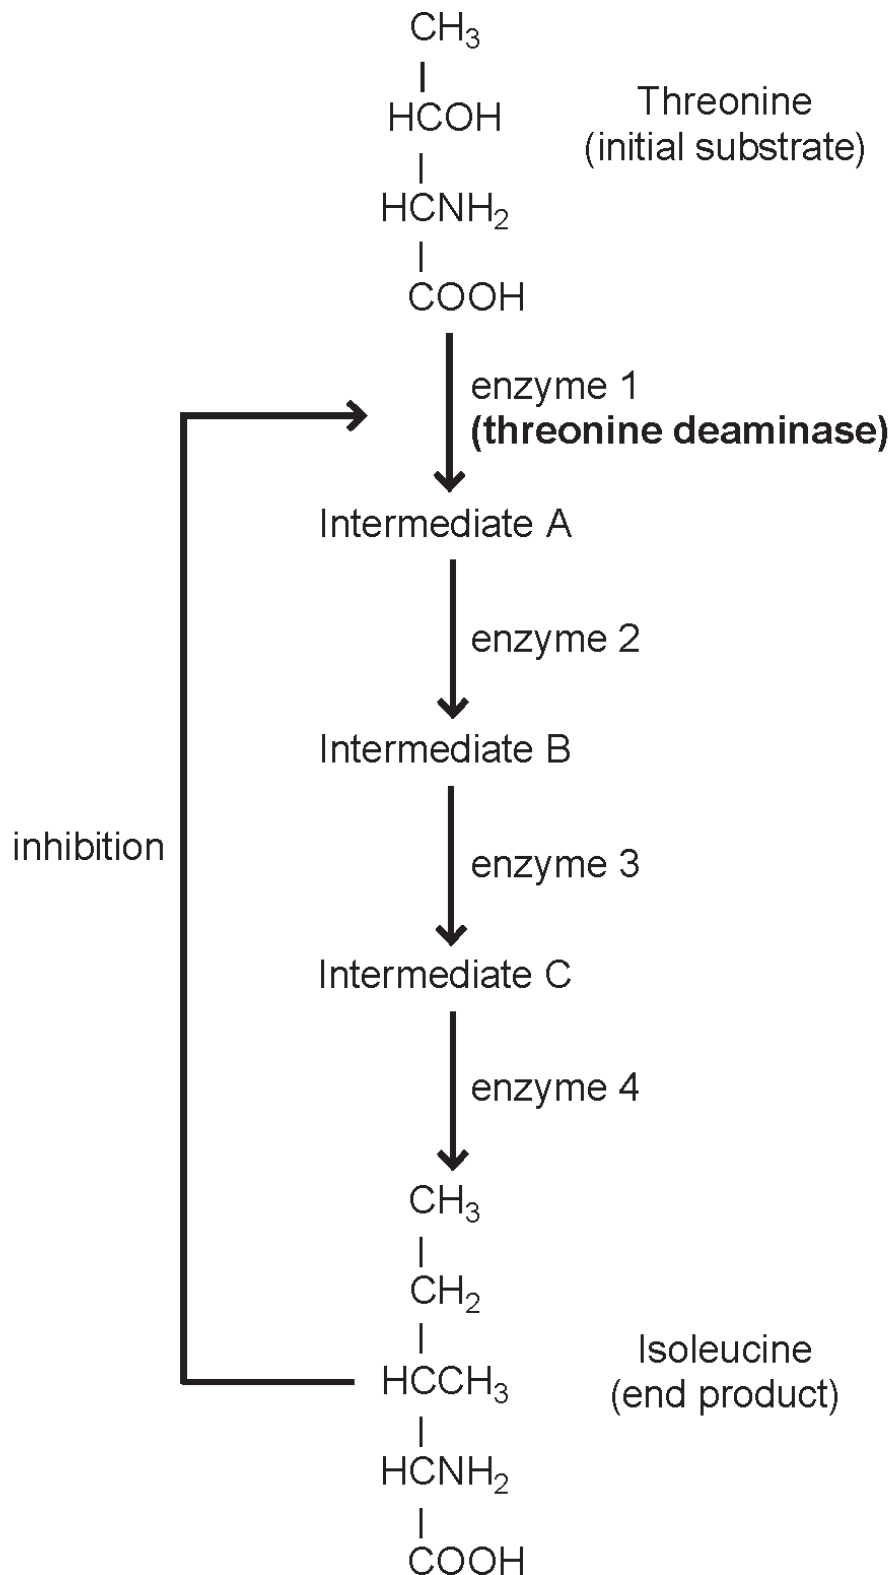 CH₃
HCOH
Threonine
(initial substrate)
HCNH₂
COOH
enzyme 1
(threonine deaminase)
Intermediate A
enzyme 2
Intermediate B
inhibition
enzyme 3
Intermediate C
enzyme 4
CH₃
CH₂
HCCH₃
Isoleucine
(end product)
HCNH₂
COOH